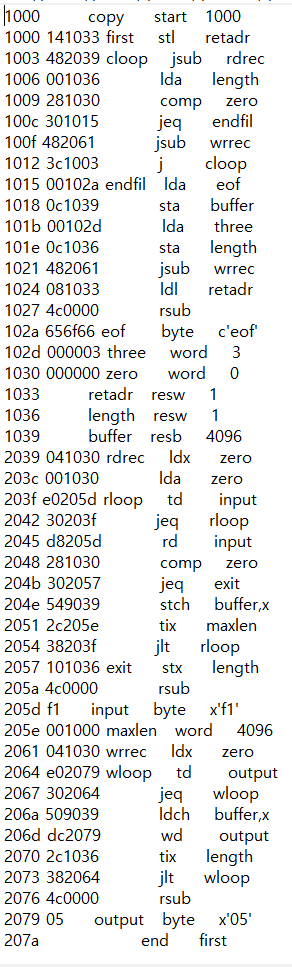 1000 copy start 1000
1000 141033 first stl retadr
1003 482039 cloop jsub rdrec
1006 001036 lda length
1009 281030 comp zero
100c 301015 jeq endfil
100f 482061 jsub wrrec
1012 3c1003 j cloop
1015 00102a endfil lda eof
1018 0c1039 sta buffer
101b 00102d lda three
101e 0c1036 sta length
1021 482061 jsub wrrec
1024 081033 ldl retadr
1027 4c0000 rsub
102a 656f66 eof byte c'eof'
102d 000003 three word 3
1030 000000 zero word 0
1033 retadr resw 1
1036 length resw 1
1039 buffer resb 4096
2039 041030 rdrec ldx zero
203c 001030 lda zero
203f e0205d rloop td input
2042 30203f jeq rloop
2045 d8205d rd input
2048 281030 comp zero
204b 302057 jeq exit
204e 549039 stch buffer,x
2051 2c205e tix maxlen
2054 38203f jlt rloop
2057 101036 exit stx length
205a 4c0000 rsub
205d f1 input byte x'f1'
205e 001000 maxlen word 4096
2061 041030 wrrec ldx zero
2064 e02079 wloop td output
2067 302064 jeq wloop
206a 509039 ldch buffer,x
206d dc2079 wd output
2070 2c1036 tix length
2073 382064 jlt wloop
2076 4c0000 rsub
2079 05 output byte x'05'
207a end first